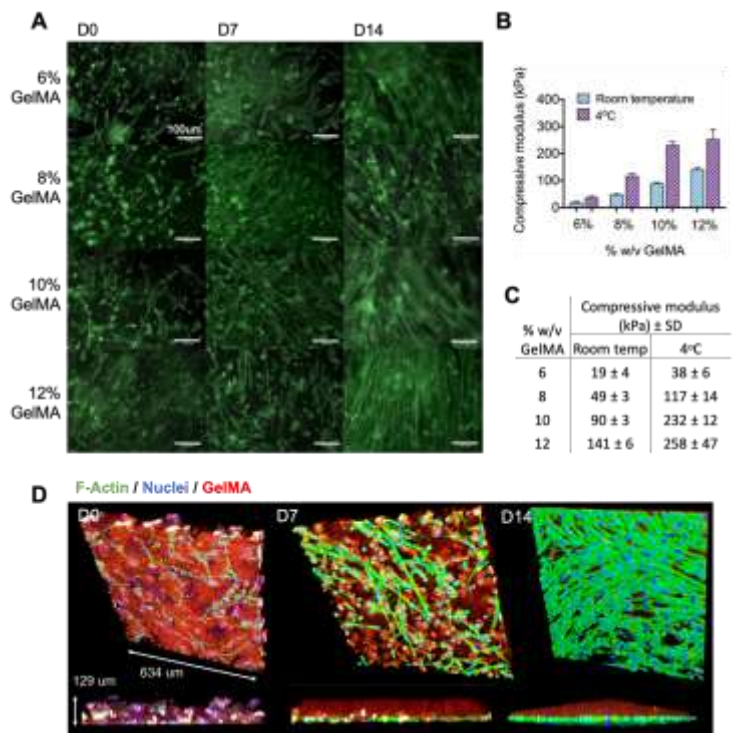 A
D0 D7 D14
6%
GelMA
100um
8%
GelMA
10%
GelMA
12%
GelMA
B
Compressive modulus (kPa)
400
300
200
100
0
Room temperature
4ºC
6% 8% 10% 12%
% w/v GelMA
C
Compressive modulus
(kPa) ± SD
% w/v
GelMA Room temp 4ºC
6 19 ± 4 38 ± 6
8 49 ± 3 117 ± 14
10 90 ± 3 232 ± 12
12 141 ± 6 258 ± 47
D
F-Actin / Nuclei / GelMA
D0 D7 D14
634 um
129 um